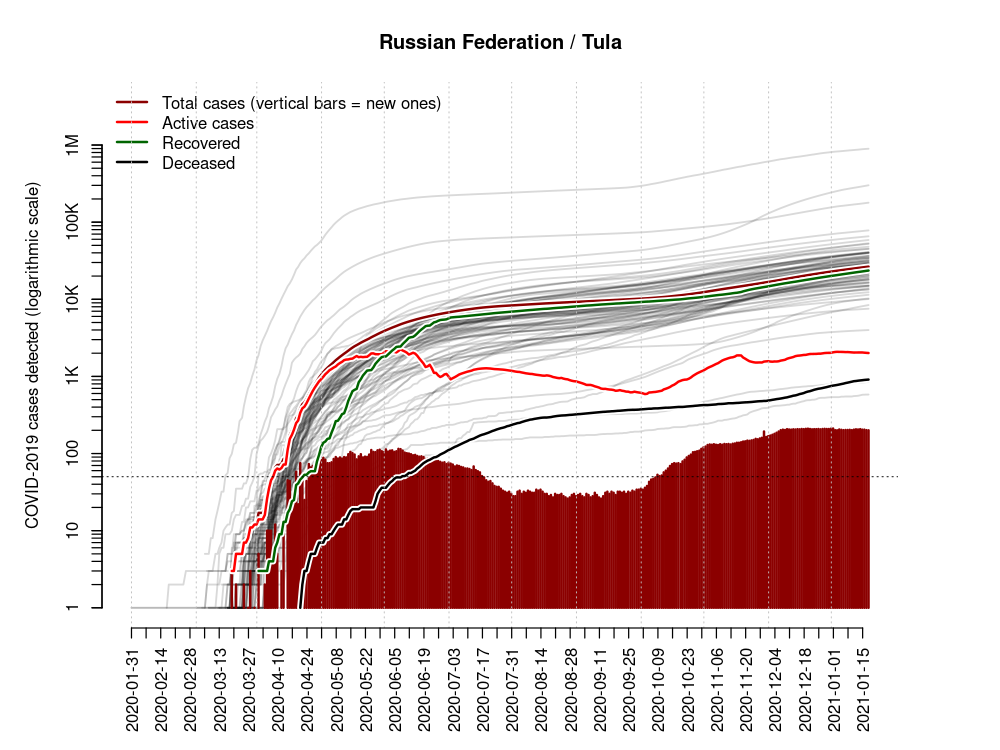 Russian Federation / Tula
Total cases (vertical bars = new ones)
Active cases
Recovered
Deceased
COVID-2019 cases detected (logarithmic scale)
1M
100K
10K
1K
100
10
1
2020-01-31
2020-02-14
2020-02-28
2020-03-13
2020-03-27
2020-04-10
2020-04-24
2020-05-08
2020-05-22
2020-06-05
2020-06-19
2020-07-03
2020-07-17
2020-07-31
2020-08-14
2020-08-28
2020-09-11
2020-09-25
2020-10-09
2020-10-23
2020-11-06
2020-11-20
2020-12-04
2020-12-18
2021-01-01
2021-01-15